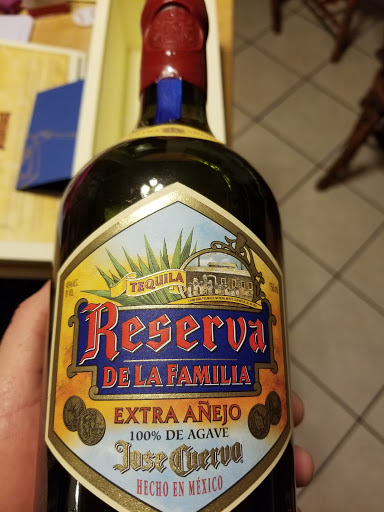 TEQUILA
Reserva
DE LA FAMILIA
EXTRA AÑEJO
100% DE AGAVE
Jose Cuervo
HECHO EN MÉXICO